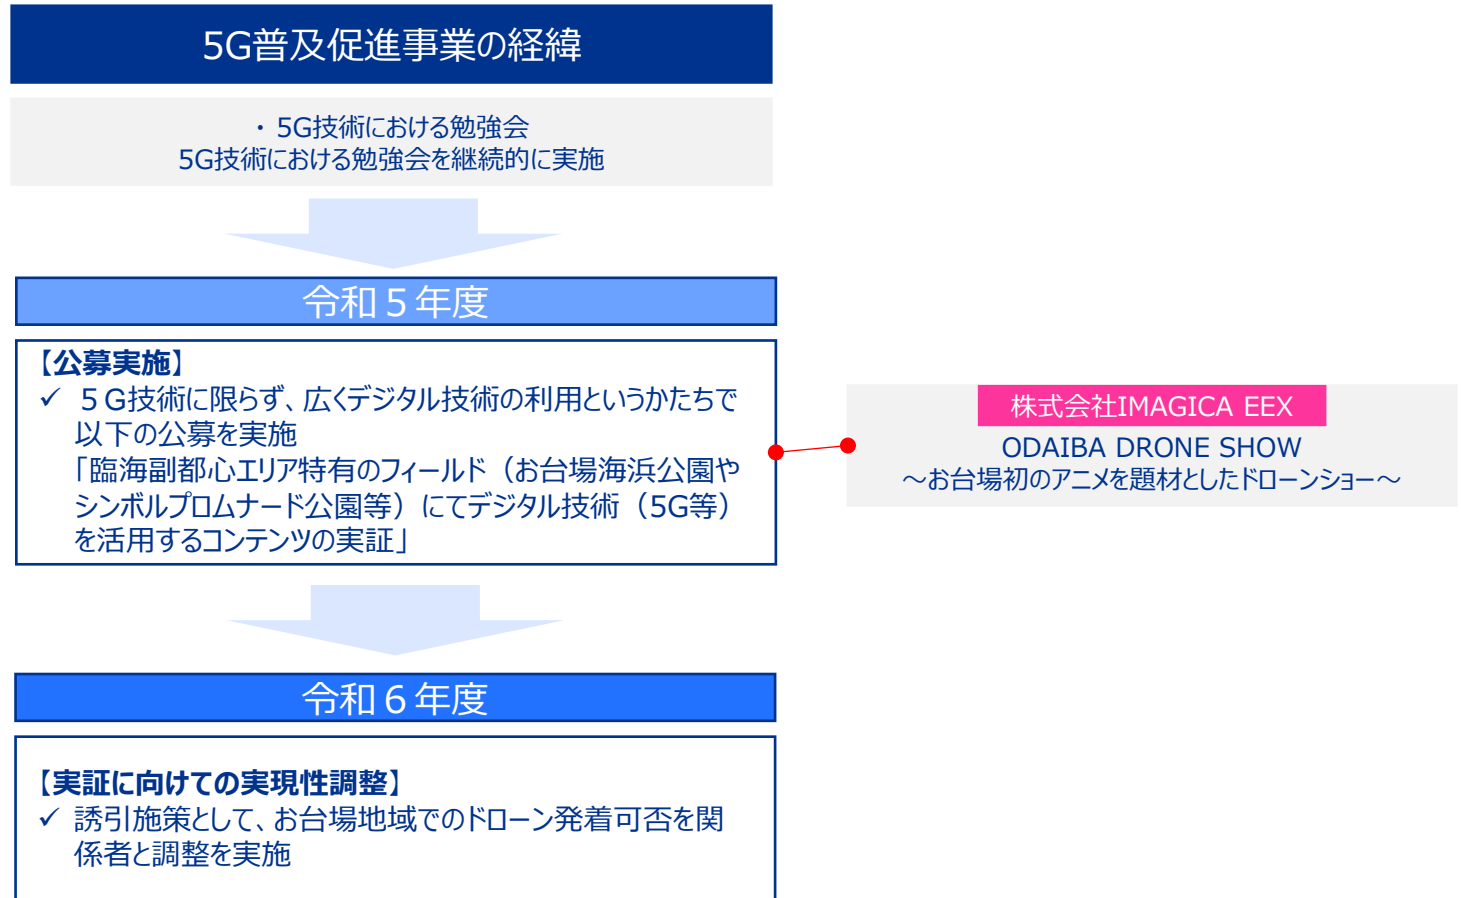 5G普及促進事業の経緯
・ 5G技術における勉強会
5G技術における勉強会を継続的に実施
令和５年度
【公募実施】
✓ ５G技術に限らず、広くデジタル技術の利用というかたちで
以下の公募を実施
「臨海副都心エリア特有のフィールド（お台場海浜公園や
シンボルプロムナード公園等）にてデジタル技術（5G等）
を活用するコンテンツの実証」
株式会社IMAGICA EEX
ODAIBA DRONE SHOW
～お台場初のアニメを題材としたドローンショー～
令和６年度
【実証に向けての実現性調整】
✓ 誘引施策として、お台場地域でのドローン発着可否を関
係者と調整を実施